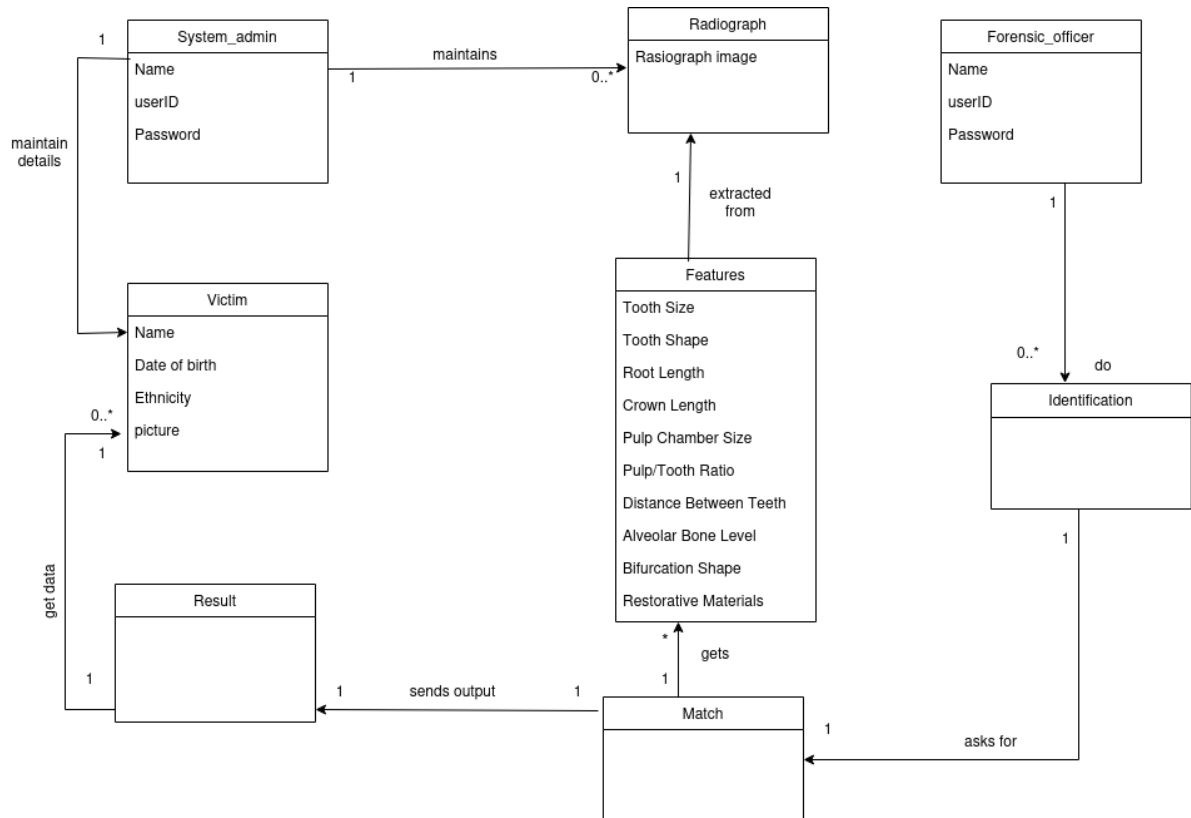 System_admin
Name
userID
Password
1
maintain
details
maintains
1
0..*
Radiograph
Rasiograph image
Forensic_officer
Name
userID
Password
1
extracted
from
1
0..*
do
Victim
Name
Date of birth
Ethnicity
picture
0..*
1
Features
Tooth Size
Tooth Shape
Root Length
Crown Length
Pulp Chamber Size
Pulp/Tooth Ratio
Distance Between Teeth
Alveolar Bone Level
Bifurcation Shape
Restorative Materials
Identification
1
get data
Result
1
1
sends output
1
*
gets
1
Match
1
asks for